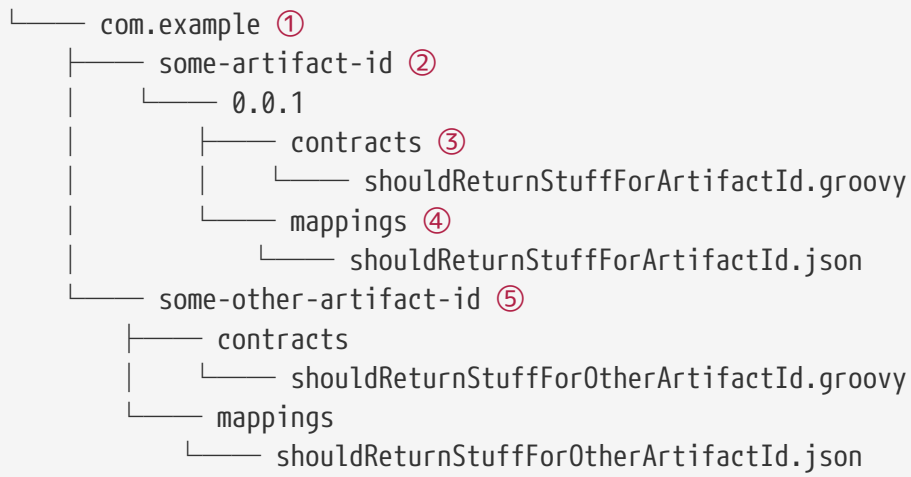 └── com.example ①
    ├── some-artifact-id ②
    │   └── 0.0.1
    │       ├── contracts ③
    │       │   └── shouldReturnStuffForArtifactId.groovy
    │       └── mappings ④
    │           └── shouldReturnStuffForArtifactId.json
    └── some-other-artifact-id ⑤
        ├── contracts
        │   └── shouldReturnStuffForOtherArtifactId.groovy
        └── mappings
            └── shouldReturnStuffForOtherArtifactId.json